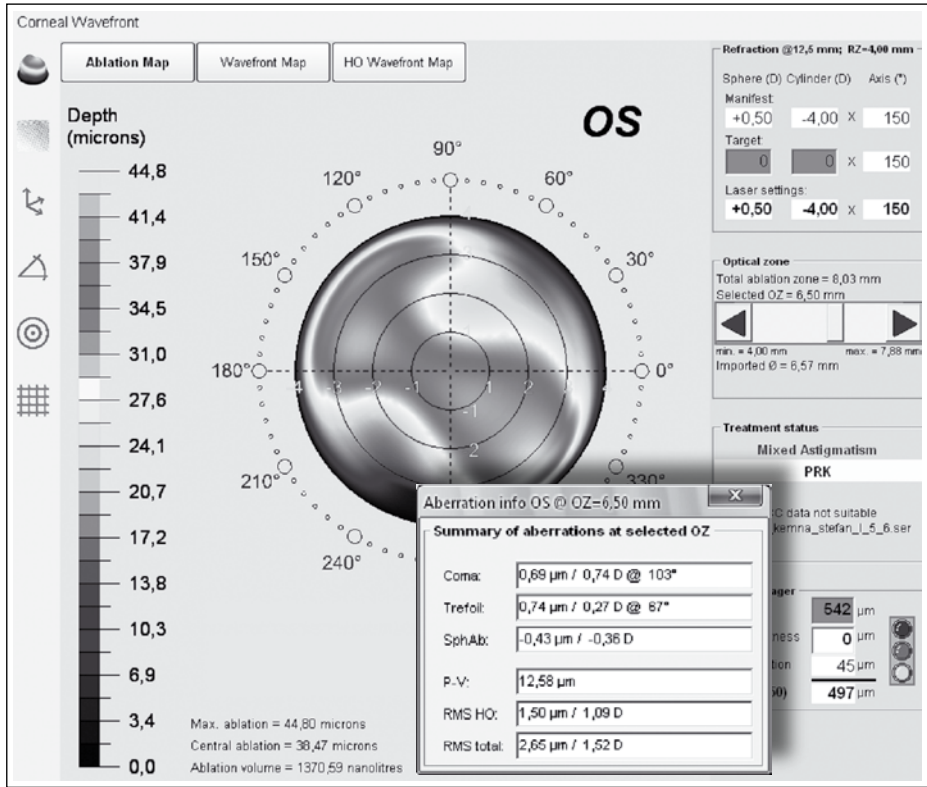 Corneal Wavefront
Ablation Map
Wavefront Map
HO Wavefront Map
Depth
(microns)
44,8
41,4
37,9
34,5
31,0
27,6
24,1
20,7
17,2
13,8
10,3
6,9
3,4
0,0
OS
90°
120°
60°
150°
30°
180°
0°
210°
330°
240°
-4
-3
-2
-1
1
2
3
4
-1
2
Max. ablation = 44,80 microns
Central ablation = 38,47 microns
Ablation volume = 1370,59 nanolitres
Refraction @12,5 mm; RZ=4,00 mm
Sphere (D) Cylinder (D) Axis (°)
Manifest:
+0,50 -4,00 x 150
Target:
0 0 x 150
Laser settings:
+0,50 -4,00 x 150
Optical zone
Total ablation zone = 8,03 mm
Selected OZ = 6,50 mm
min. = 4,00 mm max. = 7,88 mm
Imported Ø = 6,57 mm
Treatment status
Mixed Astigmatism
PRK
C data not suitable
kemna_stefan_l_5_6.ser
ager
542 µm
ness 0 µm
tion 45 µm
50) 497 µm
Aberration info OS @ OZ=6,50 mm
Summary of aberrations at selected OZ
Coma: 0,69 µm / 0,74 D @ 103°
Trefoil: 0,74 µm / 0,27 D @ 87°
SphAb: -0,43 µm / -0,36 D
P-V: 12,58 µm
RMS HO: 1,50 µm / 1,09 D
RMS total: 2,65 µm / 1,52 D